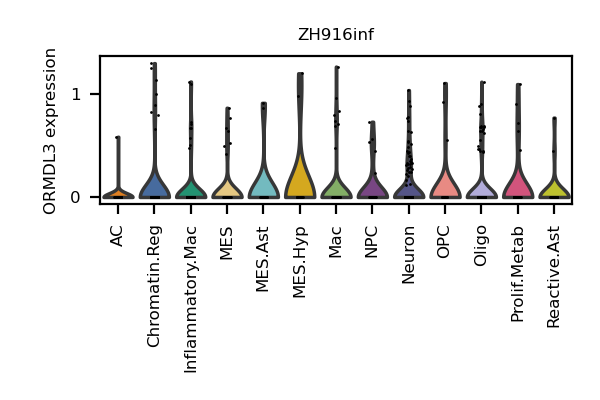 ZH916inf
ORMDL3 expression
1
0
AC
Chromatin.Reg
Inflammatory.Mac
MES
MES.Ast
MES.Hyp
Mac
NPC
Neuron
OPC
Oligo
Prolif.Metab
Reactive.Ast